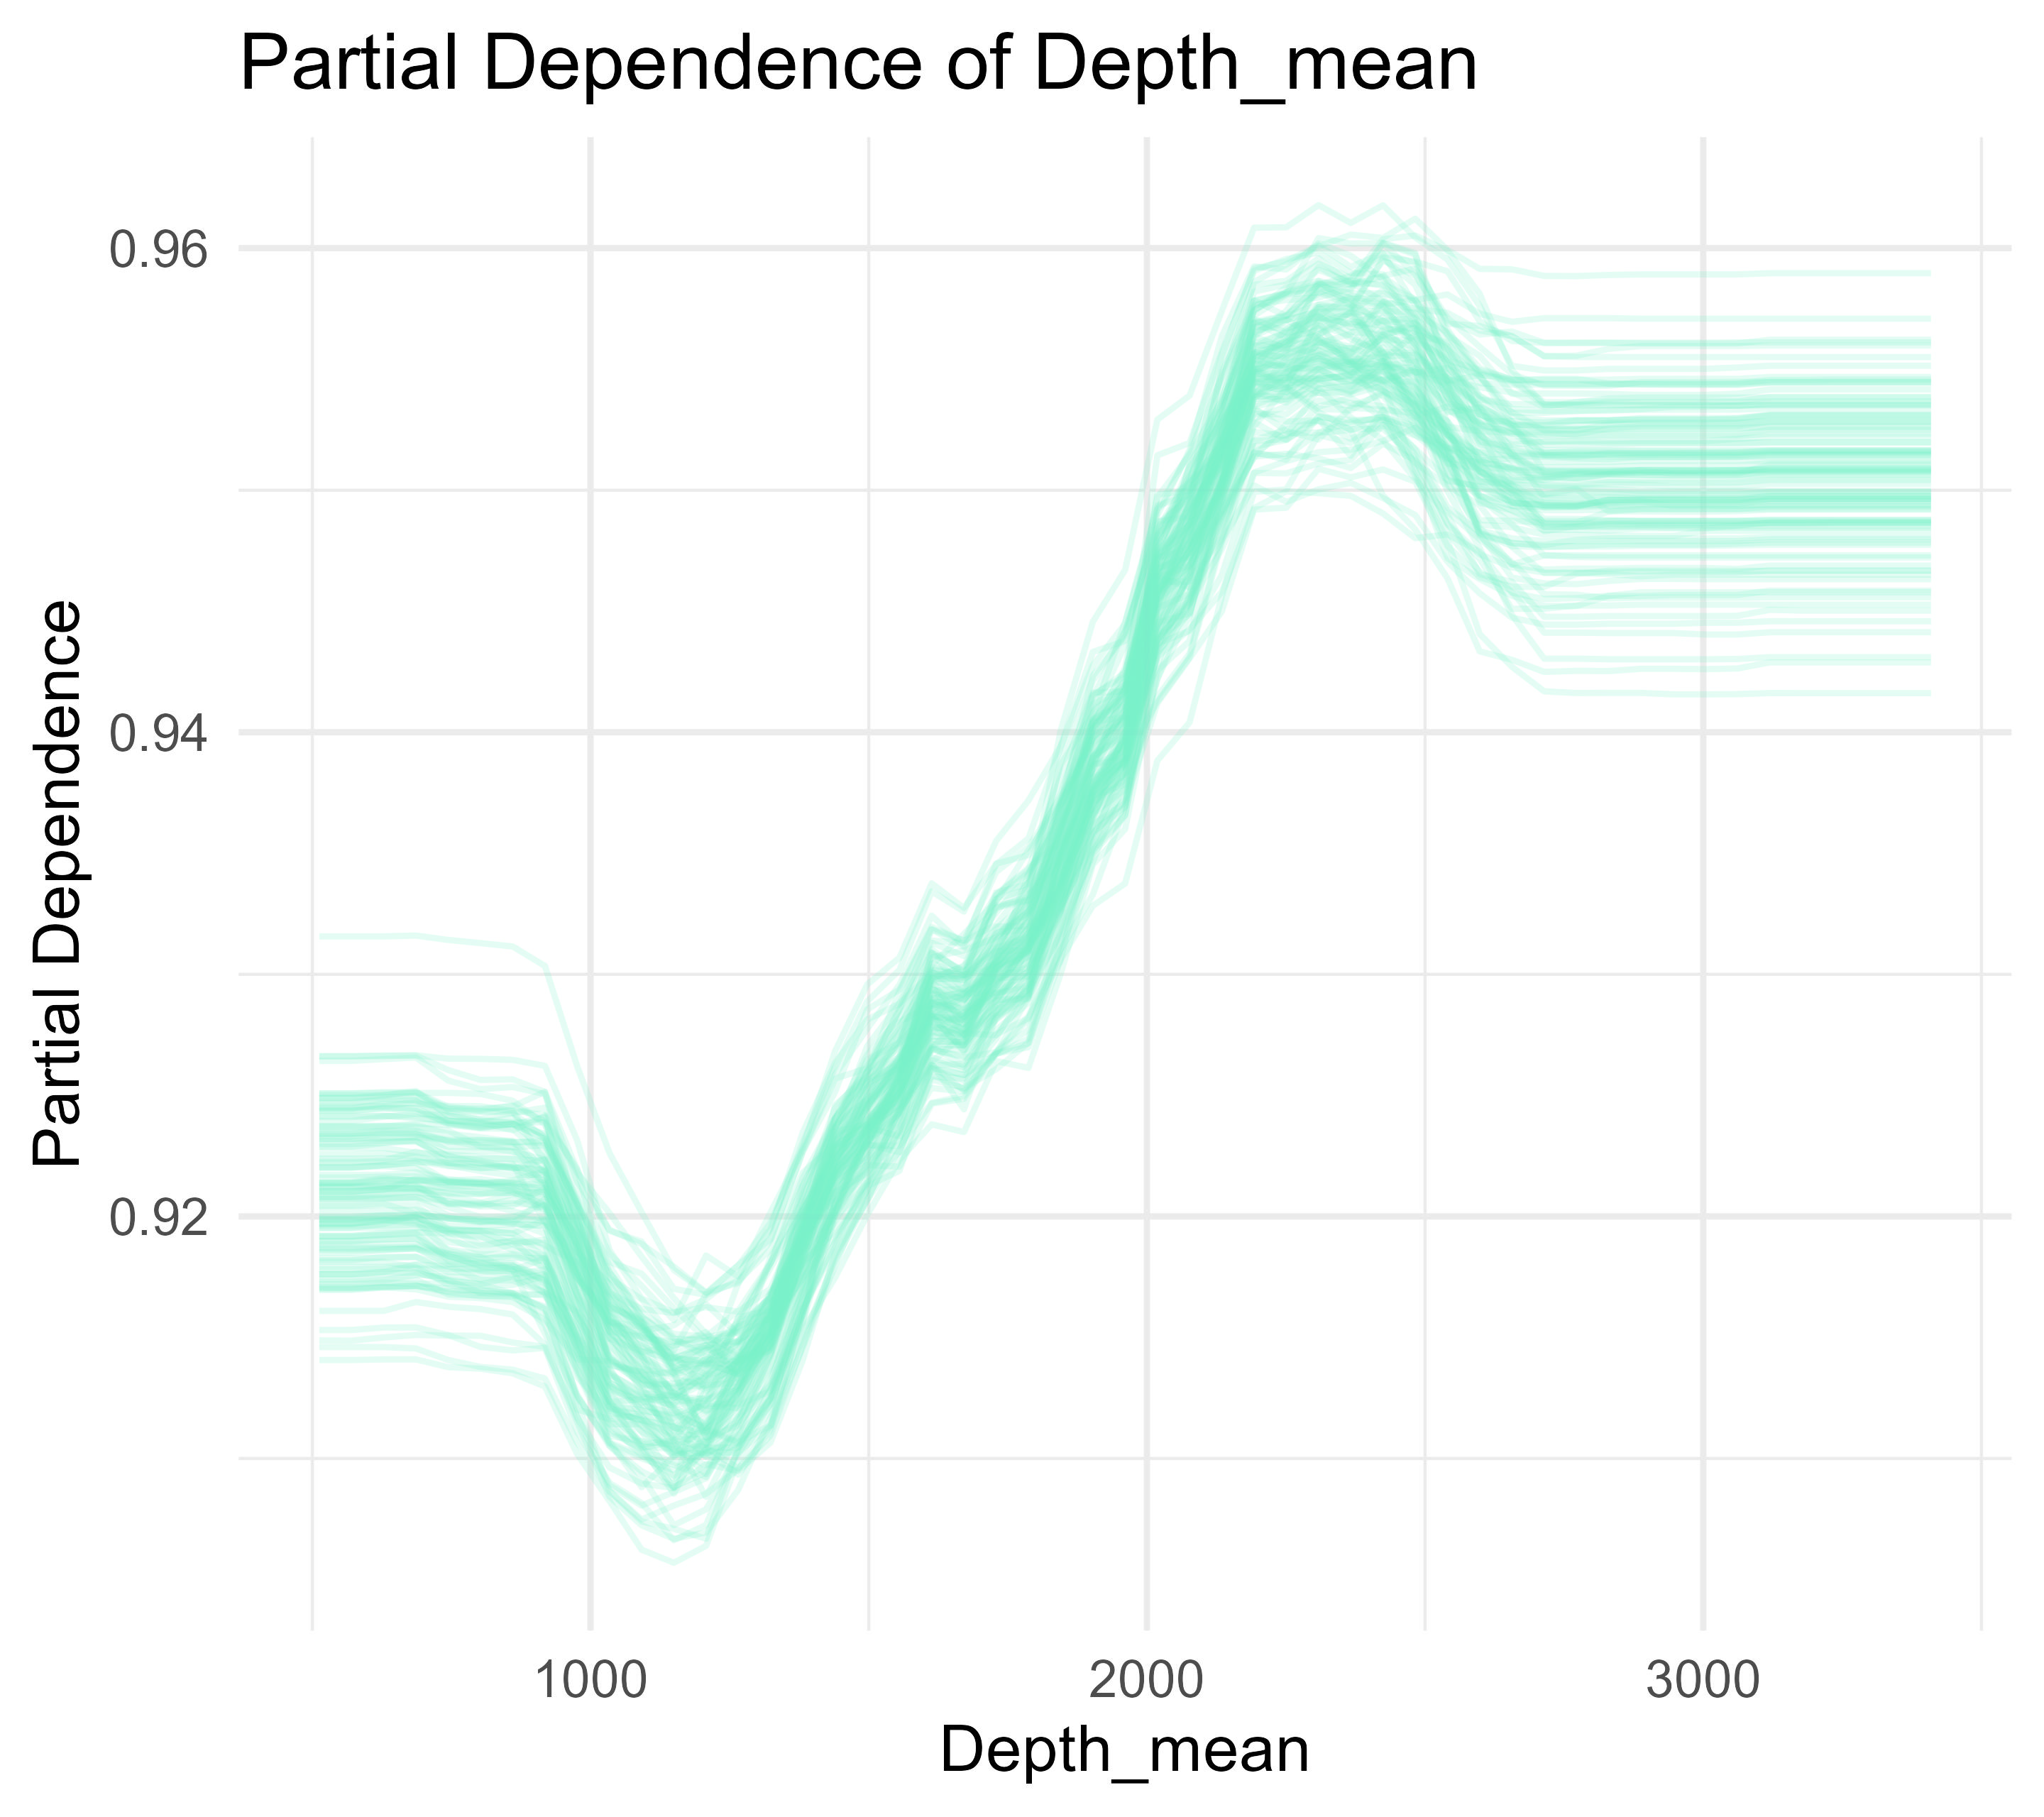 Partial Dependence of Depth_mean
0.96
0.94
0.92
Partial Dependence
1000 2000 3000
Depth_mean